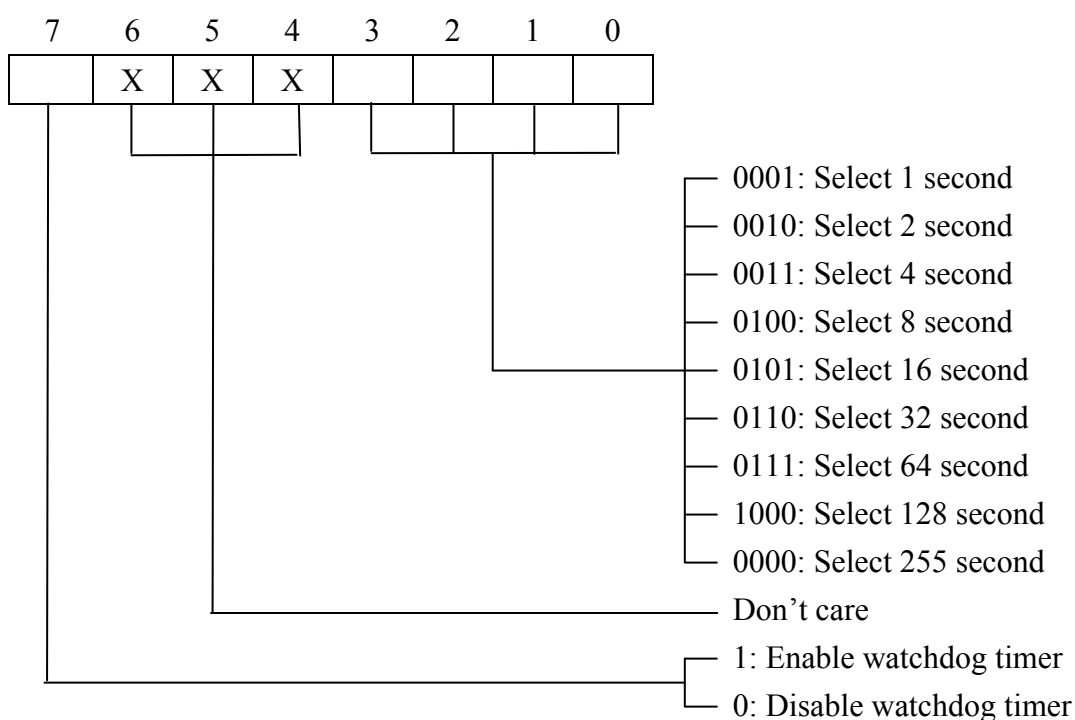 7 6 5 4 3 2 1 0
X X X
0001: Select 1 second
0010: Select 2 second
0011: Select 4 second
0100: Select 8 second
0101: Select 16 second
0110: Select 32 second
0111: Select 64 second
1000: Select 128 second
0000: Select 255 second
Don’t care
1: Enable watchdog timer
0: Disable watchdog timer